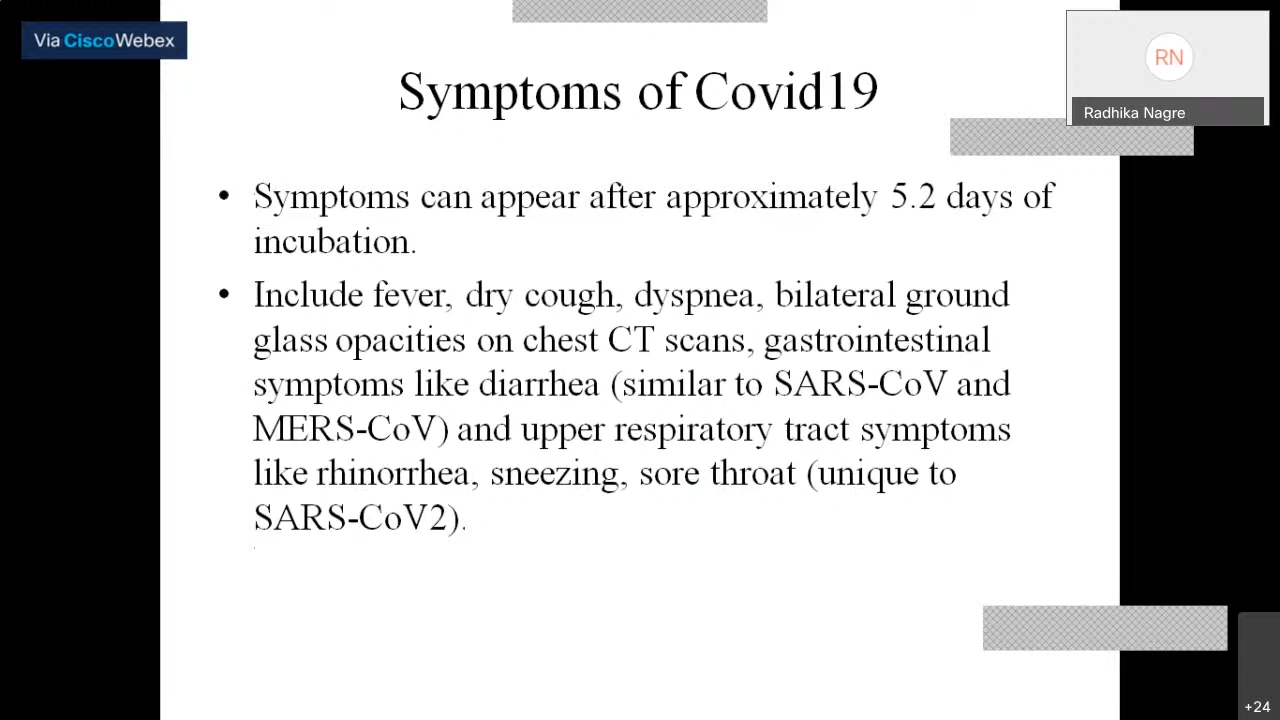 Via Cisco Webex
RN
Radhika Nagre
Symptoms of Covid19
• Symptoms can appear after approximately 5.2 days of
incubation.
• Include fever, dry cough, dyspnea, bilateral ground
glass opacities on chest CT scans, gastrointestinal
symptoms like diarrhea (similar to SARS-CoV and
MERS-CoV) and upper respiratory tract symptoms
like rhinorrhea, sneezing, sore throat (unique to
SARS-CoV2).
+24